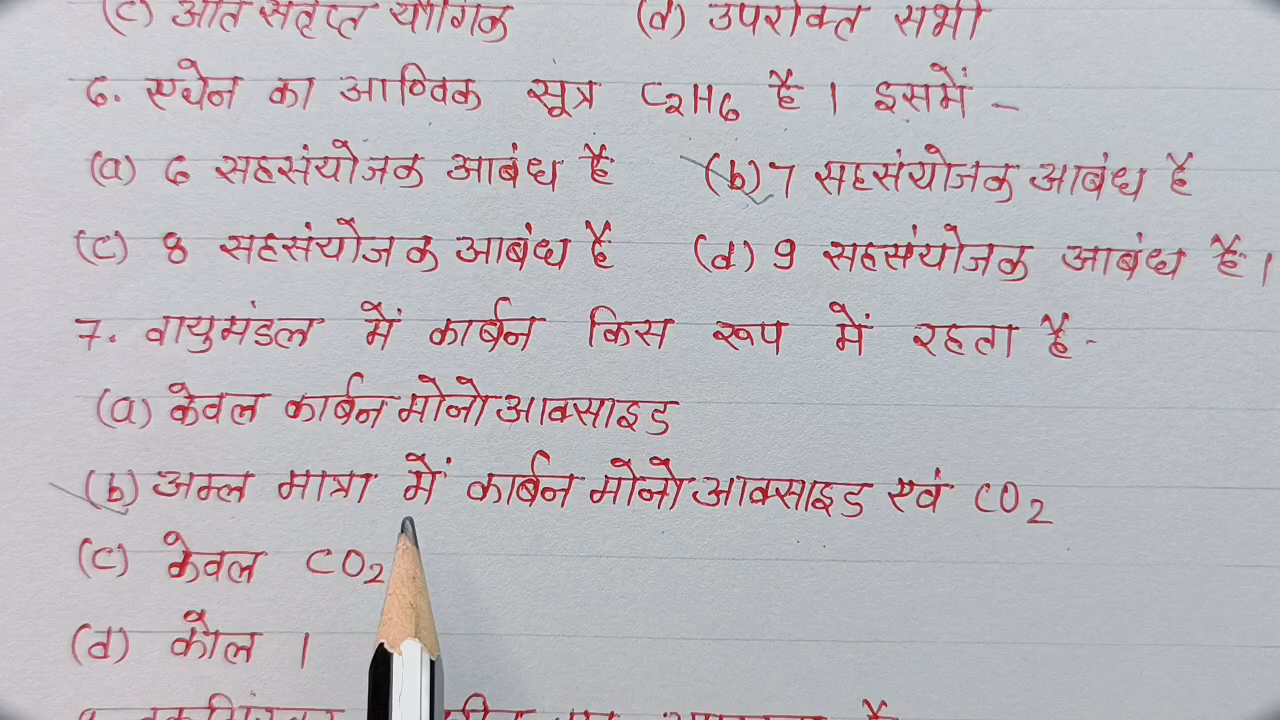 (c) अति संतृप्त यौगिक (d) उपरोक्त सभी
6. एथेन का आण्विक सूत्र C2H6 है । इसमें -
(a) 6 सहसंयोजक आबंध है (b) 7 सहसंयोजक आबंध है
(c) 8 सहसंयोजक आबंध है (d) 9 सहसंयोजक आबंध है ।
7. वायुमंडल में कार्बन किस रूप में रहता है -
(a) केवल कार्बन मोनो आक्साइड
(b) अम्ल मात्रा में कार्बन मोनो आक्साइड एवं CO2
(c) केवल CO2
(d) कोल ।